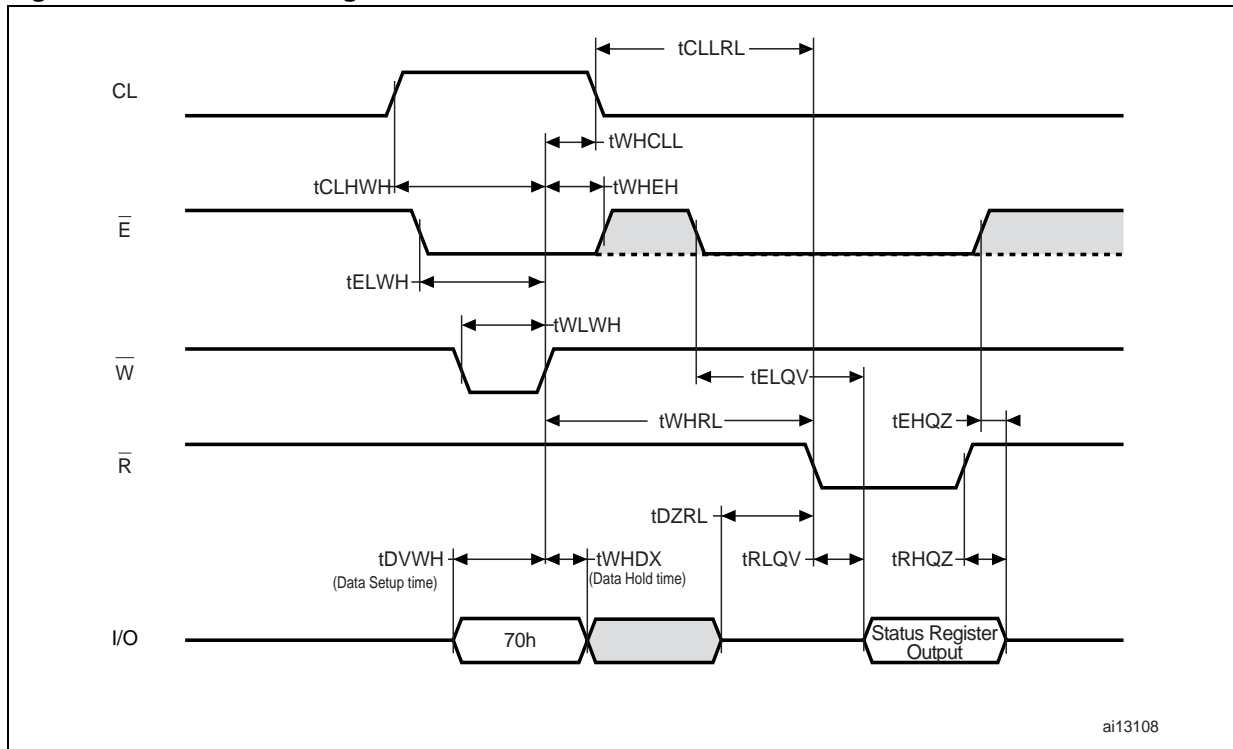 tCLLRL
CL
tWHCLL
tCLHWH
tWHEH
E
tELWH
tWLWH
W
tELQV
tWHRL
tEHQZ
R
tDZRL
tDVWH
tWHDX
tRLQV
tRHQZ
(Data Setup time)
(Data Hold time)
I/O
70h
Status Register
Output
ai13108